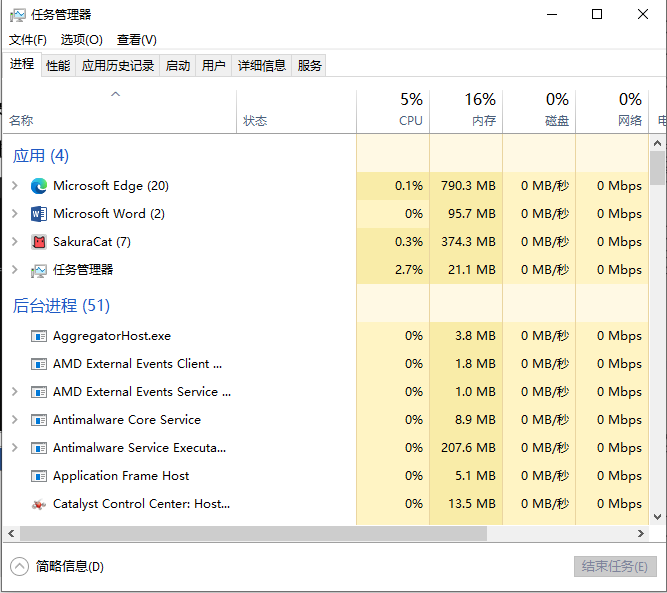 任务管理器
文件(F) 选项(O) 查看(V)
进程 性能 应用历史记录 启动 用户 详细信息 服务
5% 16% 0% 0%
名称 状态 CPU 内存 磁盘 网络
应用 (4)
Microsoft Edge (20) 0.1% 790.3 MB 0 MB/秒 0 Mbps
Microsoft Word (2) 0% 95.7 MB 0 MB/秒 0 Mbps
SakuraCat (7) 0.3% 374.3 MB 0 MB/秒 0 Mbps
任务管理器 2.7% 21.1 MB 0 MB/秒 0 Mbps
后台进程 (51)
AggregatorHost.exe 0% 3.8 MB 0 MB/秒 0 Mbps
AMD External Events Client ... 0% 1.8 MB 0 MB/秒 0 Mbps
AMD External Events Service ... 0% 1.0 MB 0 MB/秒 0 Mbps
Antimalware Core Service 0% 8.9 MB 0 MB/秒 0 Mbps
Antimalware Service Executa... 0% 207.6 MB 0 MB/秒 0 Mbps
Application Frame Host 0% 5.1 MB 0 MB/秒 0 Mbps
Catalyst Control Center: Host... 0% 13.5 MB 0 MB/秒 0 Mbps
简略信息(D) 结束任务(E)